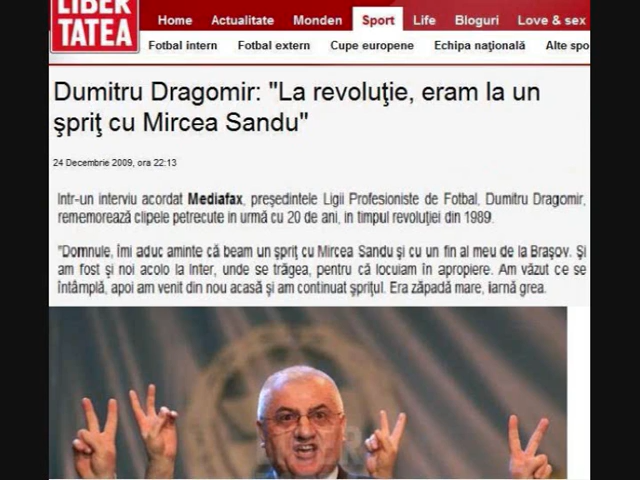 LIBER
TATEA
Home Actualitate Monden Sport Life Bloguri Love & sex
Fotbal intern Fotbal extern Cupe europene Echipa naţională Alte spo
Dumitru Dragomir: "La revoluţie, eram la un
şpriţ cu Mircea Sandu"
24 Decembrie 2009, ora 22:13
Intr-un interviu acordat Mediafax, preşedintele Ligii Profesioniste de Fotbal, Dumitru Dragomir,
rememorează clipele petrecute in urmă cu 20 de ani, in timpul revoluţiei din 1989.
"Domnule, îmi aduc aminte că beam un şpriţ cu Mircea Sandu şi cu un fin al meu de la Braşov. Şi
am fost şi noi acolo la Inter, unde se trăgea, pentru că locuiam în apropiere. Am văzut ce se
întâmplă, apoi am venit din nou acasă şi am continuat şpriţul. Era zăpadă mare, iarnă grea.